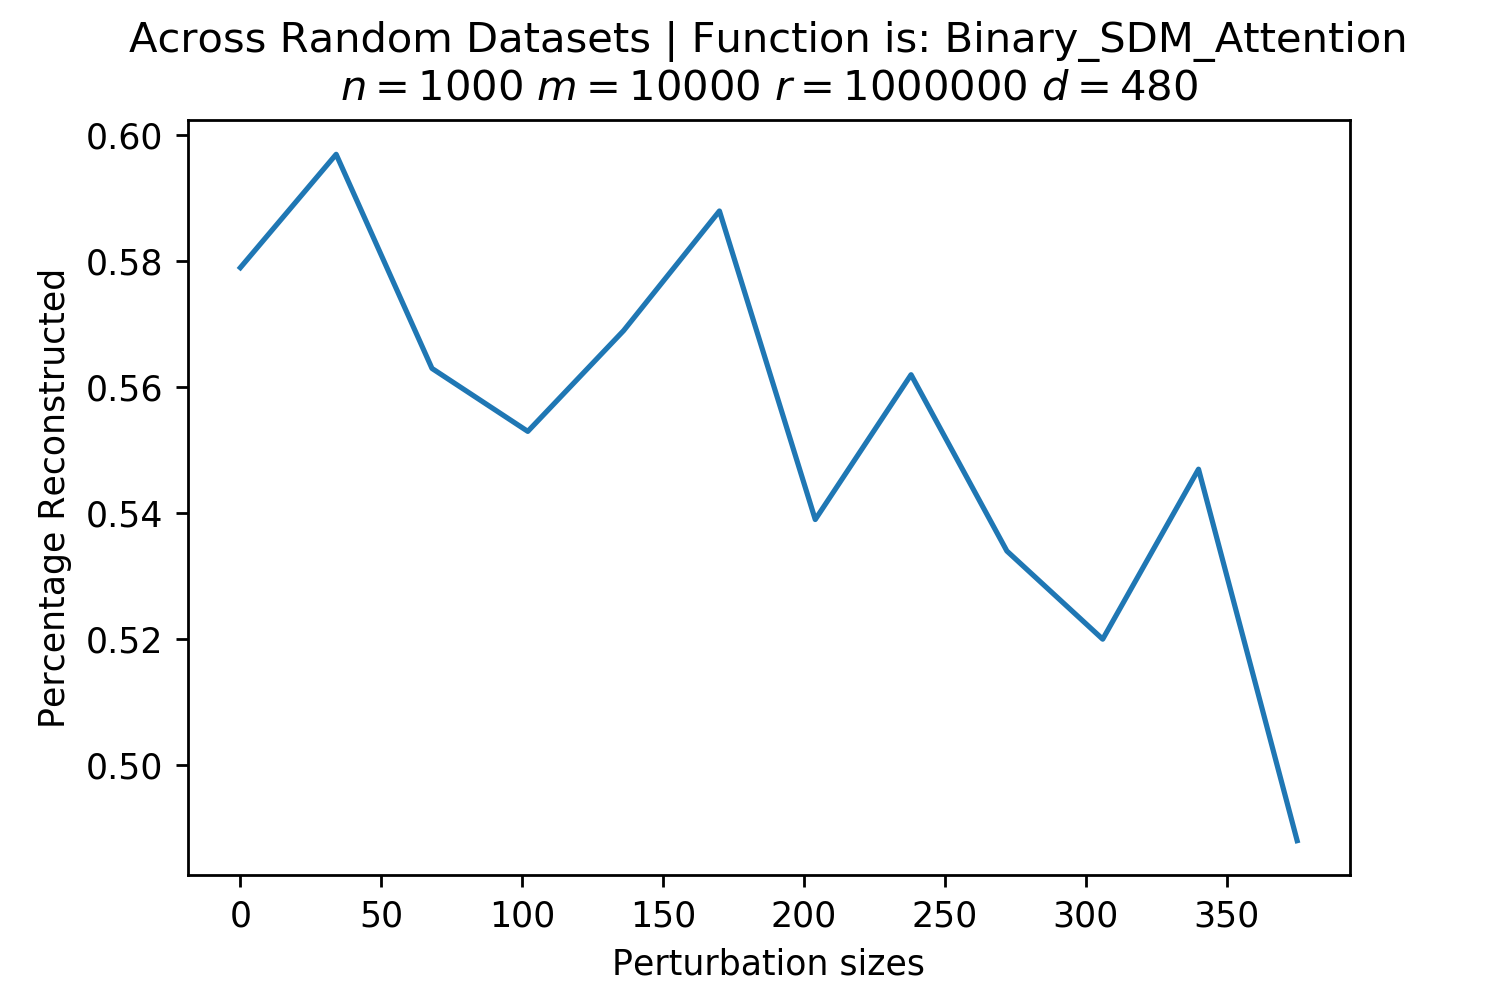 Across Random Datasets | Function is: Binary_SDM_Attention
n = 1000 m = 10000 r = 1000000 d = 480
0.60
0.58
0.56
0.54
0.52
0.50
Percentage Reconstructed
0 50 100 150 200 250 300 350
Perturbation sizes